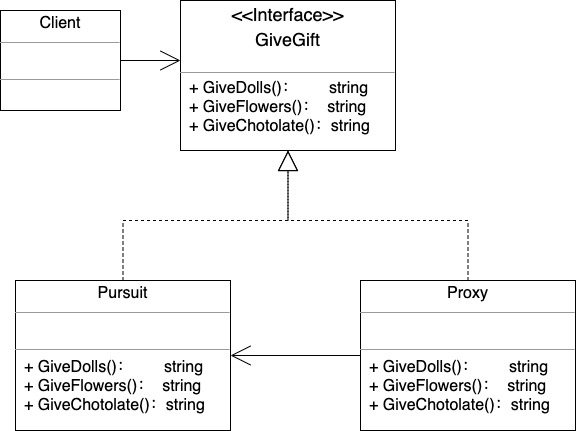 Client
<<Interface>>
GiveGift
+ GiveDolls()： string
+ GiveFlowers()： string
+ GiveChotolate()： string
Pursuit
+ GiveDolls()： string
+ GiveFlowers()： string
+ GiveChotolate()： string
Proxy
+ GiveDolls()： string
+ GiveFlowers()： string
+ GiveChotolate()： string